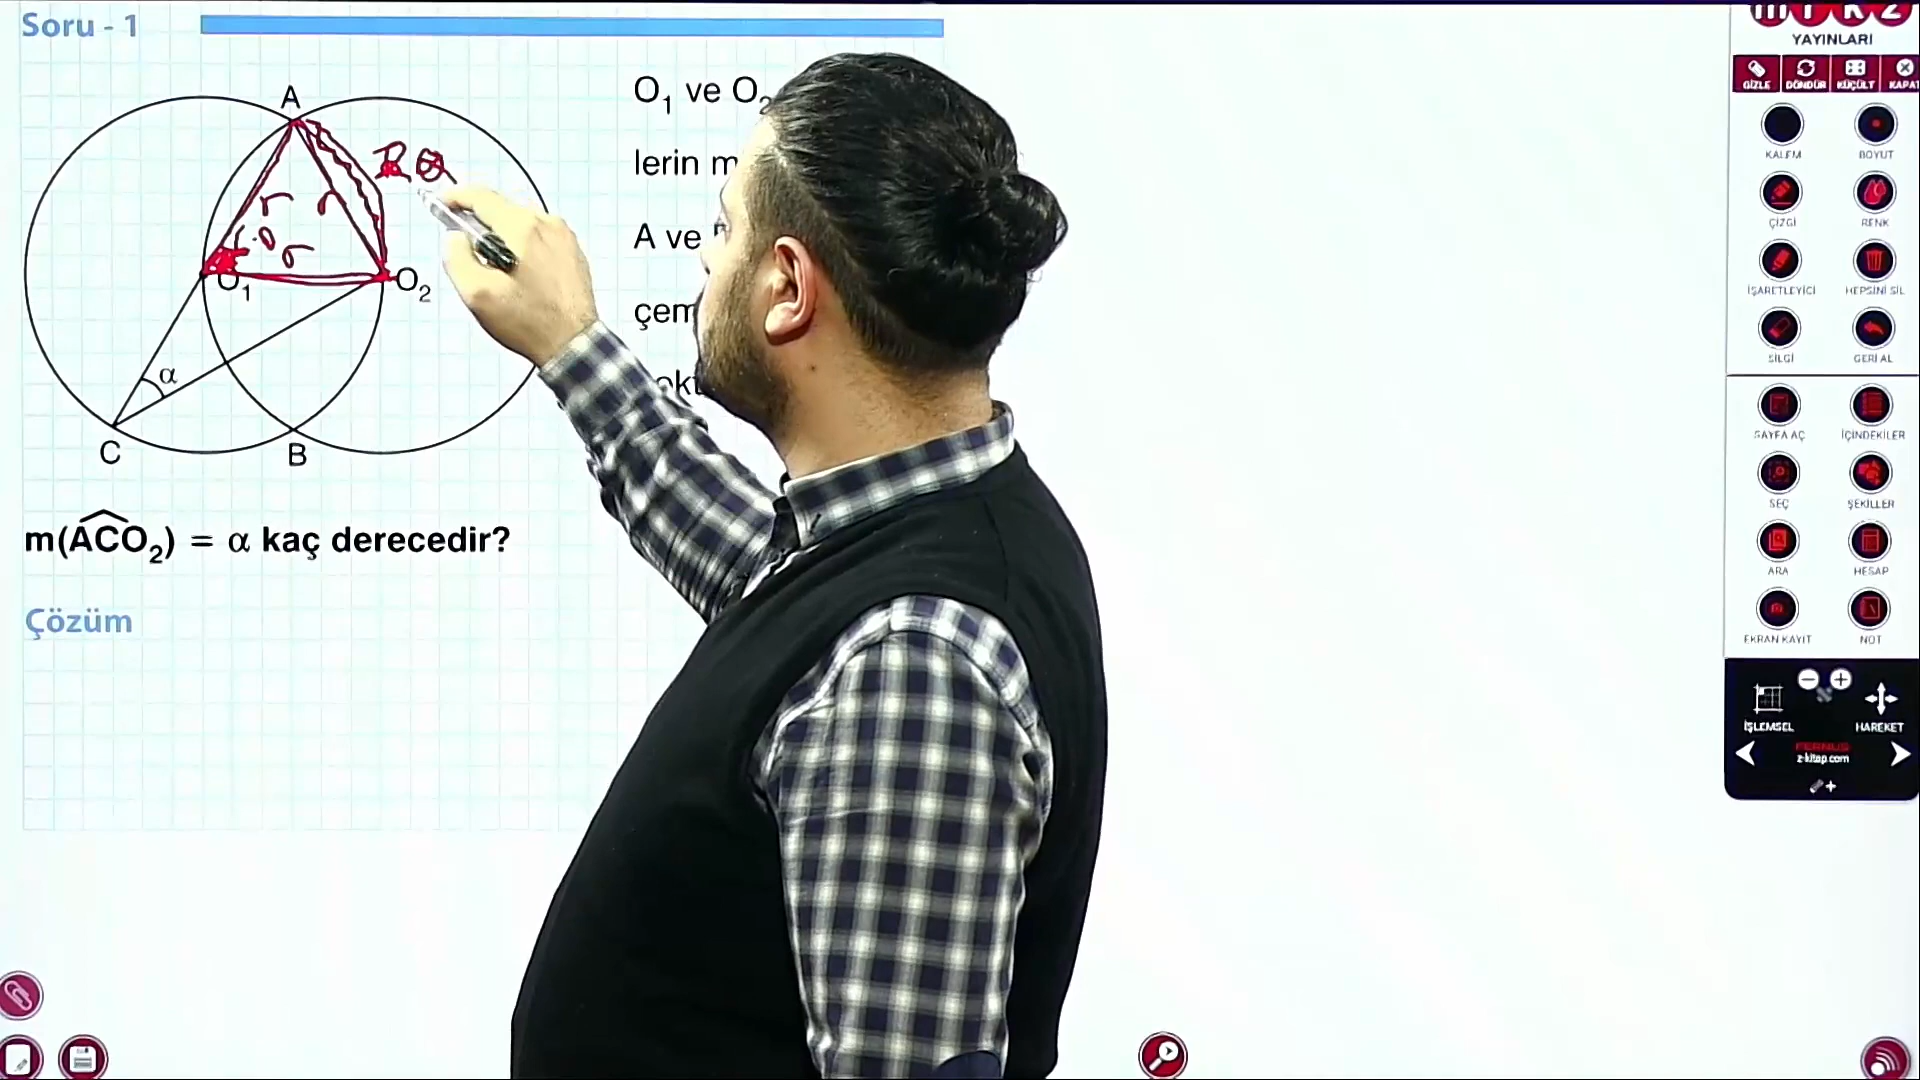 Soru - 1
YAYINLARI
GİZLE DÖNDÜR KÜÇÜLT KAPAT
A
O₁ ve O₂
lerin m
A ve
çem
r r
r
O₁ O₂
α
C B
m(ACO₂) = α kaç derecedir?
Çözüm
KALEM BOYUT
ÇİZGİ RENK
İŞARETLEYİCİ HEPSİNİ SİL
SİLGİ GERİ AL
SAYFA AÇ İÇİNDEKİLER
SEÇ ŞEKİLLER
ARA HESAP
EKRAN KAYIT NOT
İŞLEMSEL HAREKET
FERNUS
z-kitap.com